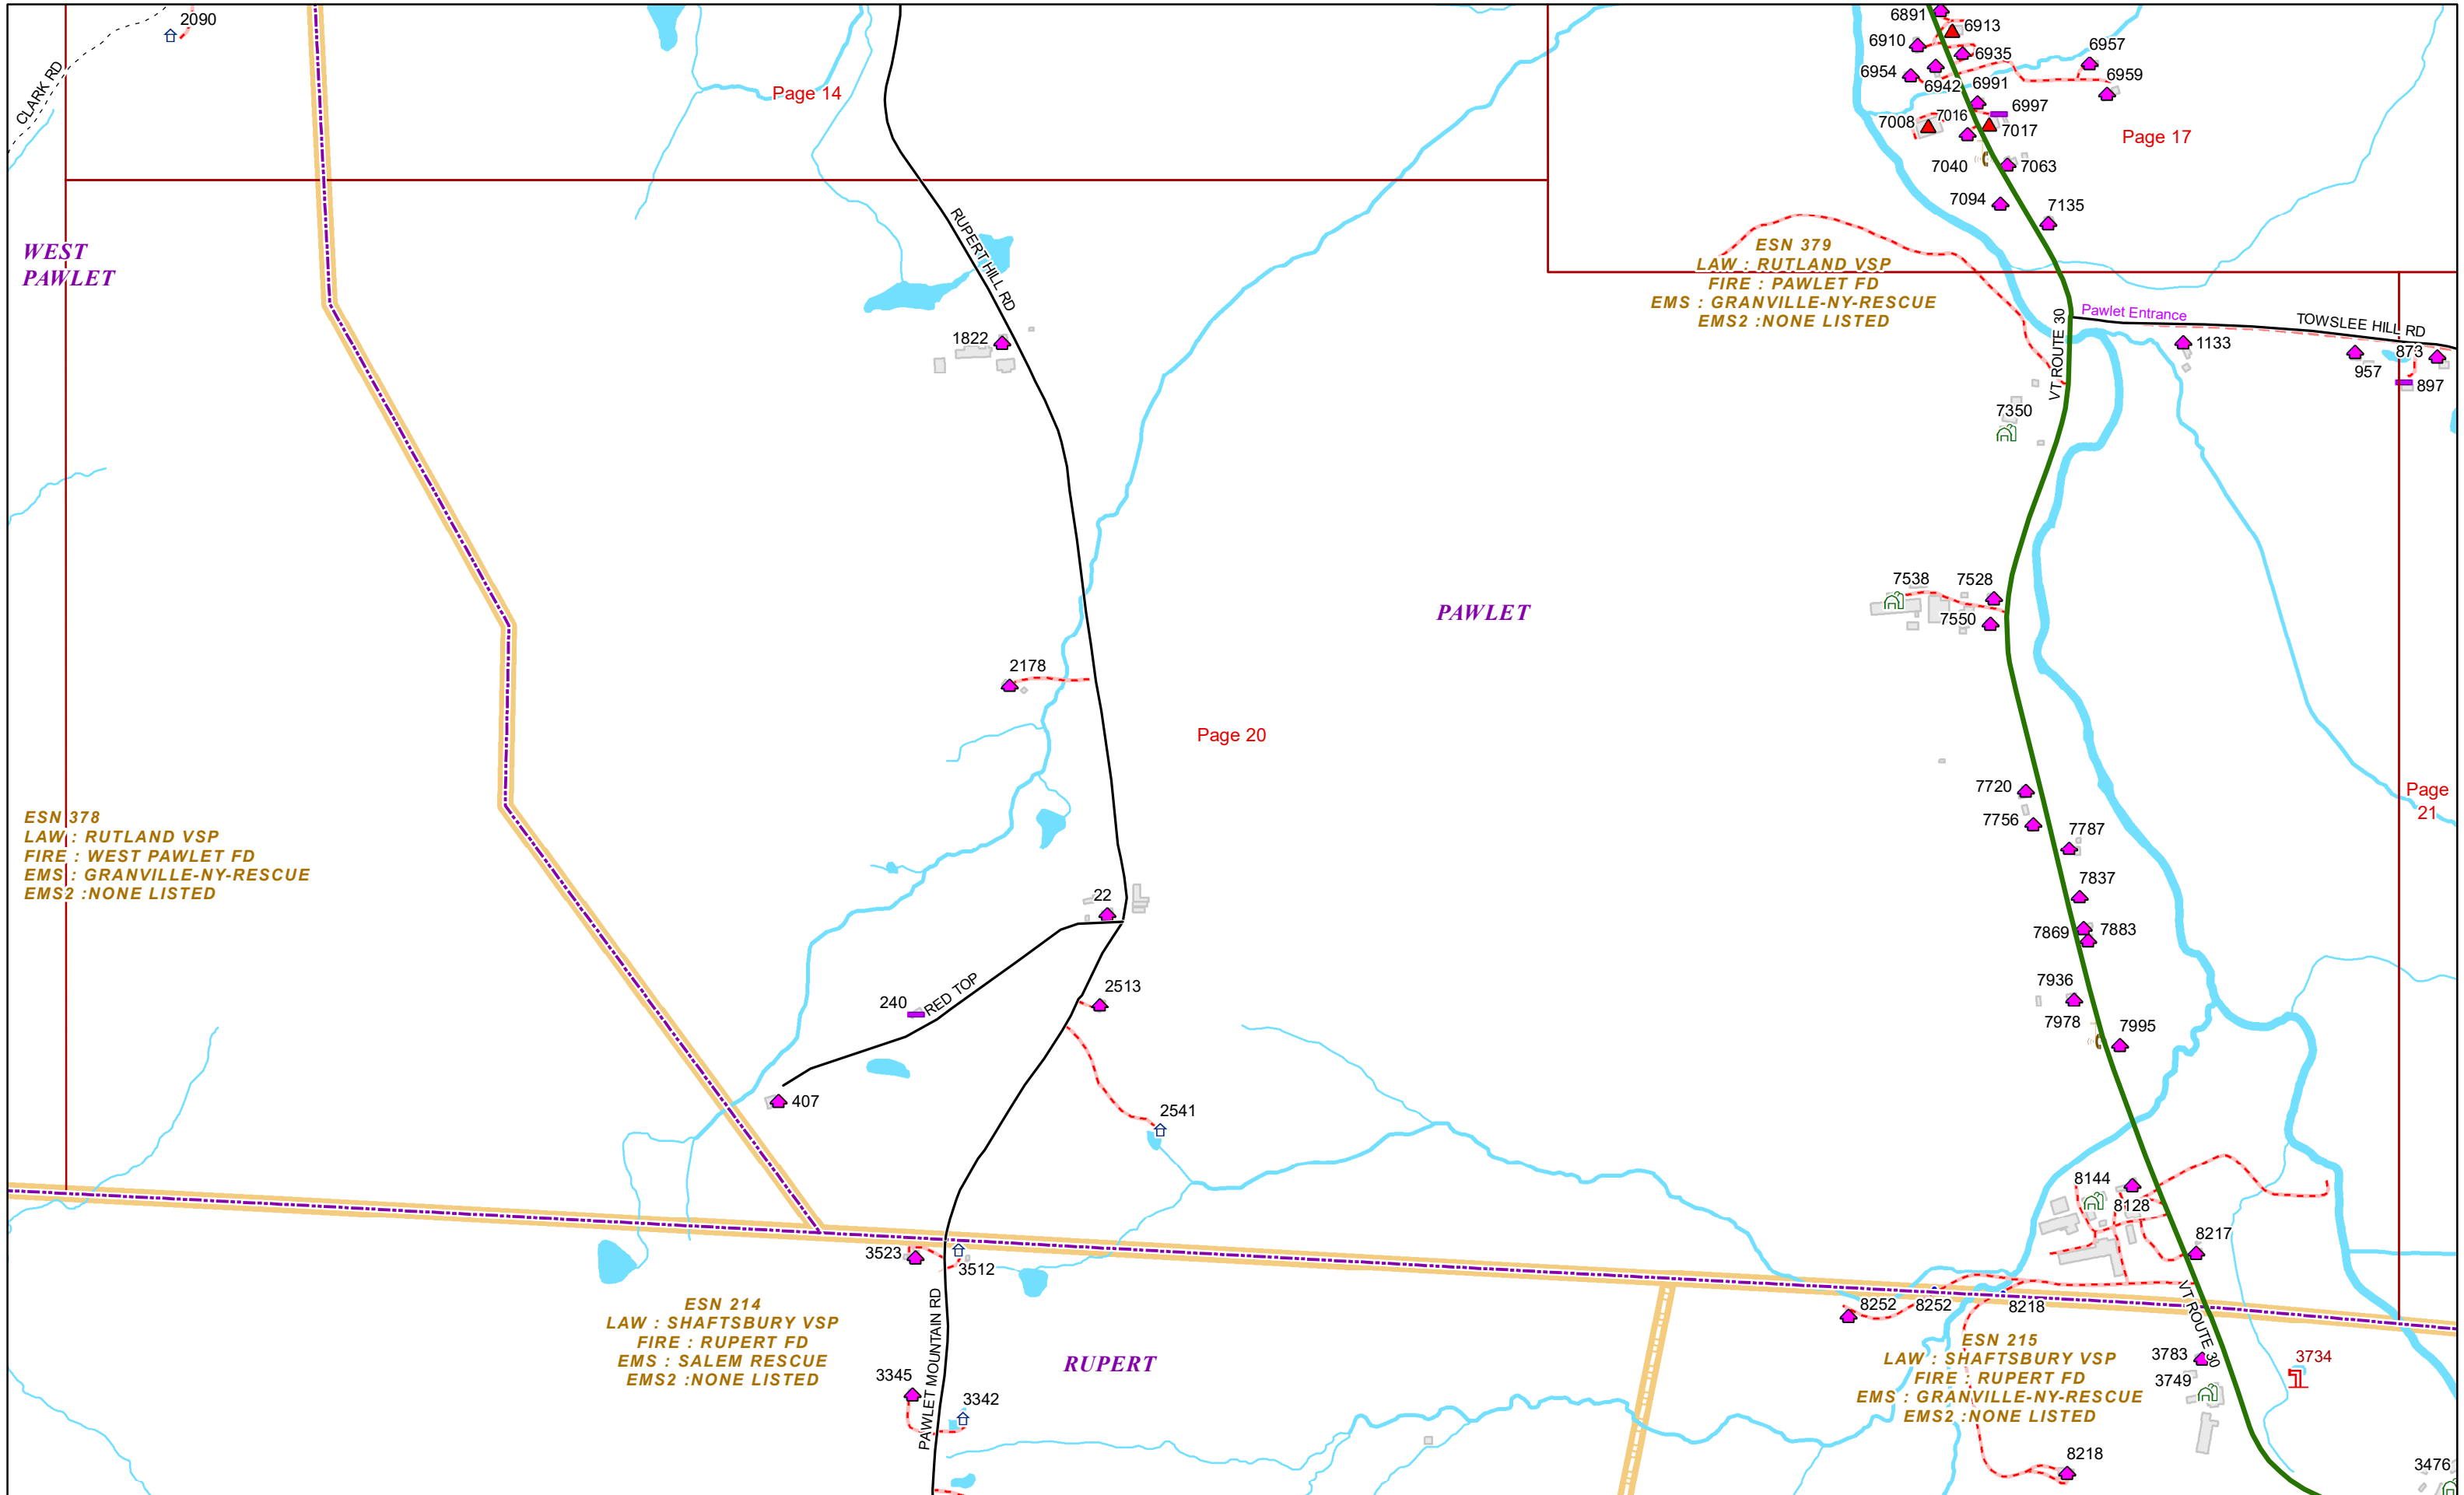 2090
CLARK RD
Page 14
6891
6913
6910
6935
6957
6954
6959
6942
6991
6997
7008
7016
7017
Page 17
7040
7063
7094
7135
RUPERT HILL RD
WEST
PAWLET
ESN 379
LAW : RUTLAND VSP
FIRE : PAWLET FD
EMS : GRANVILLE-NY-RESCUE
EMS2 :NONE LISTED
Pawlet Entrance
TOWSLEE HILL RD
VT ROUTE 30
1822
1133
957
873
897
7350
7538
7528
7550
PAWLET
2178
Page 20
7720
7756
7787
Page
21
ESN 378
LAW : RUTLAND VSP
FIRE : WEST PAWLET FD
EMS : GRANVILLE-NY-RESCUE
EMS2 :NONE LISTED
22
7837
7869
7883
240
RED TOP
2513
7936
7978
7995
407
2541
8144
8128
8217
3523
3512
ESN 214
LAW : SHAFTSBURY VSP
FIRE : RUPERT FD
EMS : SALEM RESCUE
EMS2 :NONE LISTED
PAWLET MOUNTAIN RD
RUPERT
8252
8252
8218
VT ROUTE 30
ESN 215
LAW : SHAFTSBURY VSP
FIRE : RUPERT FD
EMS : GRANVILLE-NY-RESCUE
EMS2 :NONE LISTED
3783
3749
3734
3345
3342
8218
3476